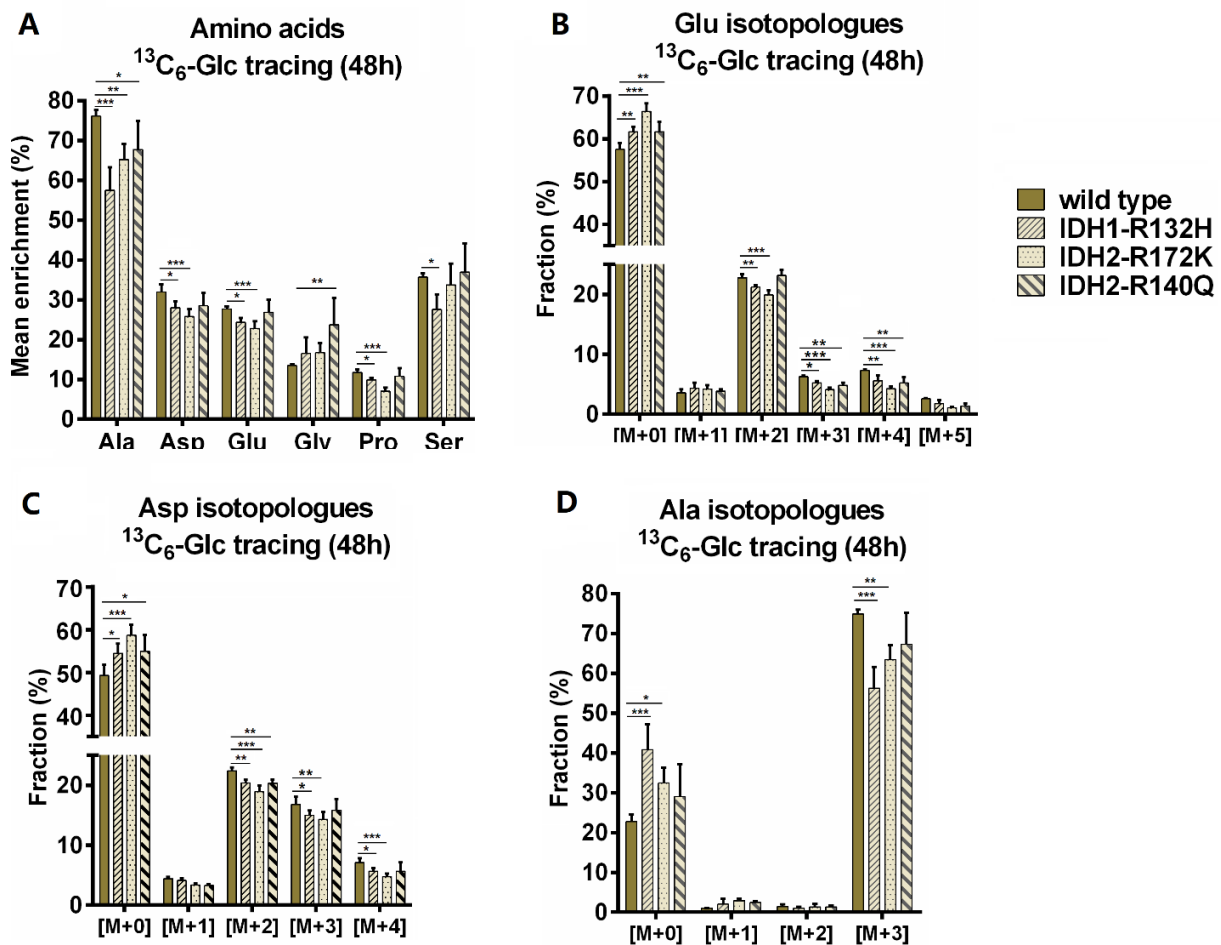 A
Amino acids
¹³C₆-Glc tracing (48h)
Mean enrichment (%)
80
70
60
50
40
30
20
10
0
*
**
***
***
*
***
*
**
***
*
*
Ala Asp Glu Gly Pro Ser
B
Glu isotopologues
¹³C₆-Glc tracing (48h)
Fraction (%)
70
60
50
40
20
10
0
**
***
**
***
**
**
***
*
**
***
**
[M+0] [M+1] [M+2] [M+3] [M+4] [M+5]
wild type
IDH1-R132H
IDH2-R172K
IDH2-R140Q
C
Asp isotopologues
¹³C₆-Glc tracing (48h)
Fraction (%)
70
60
50
40
20
10
0
*
***
*
**
***
**
**
*
***
*
[M+0] [M+1] [M+2] [M+3] [M+4]
D
Ala isotopologues
¹³C₆-Glc tracing (48h)
Fraction (%)
80
70
60
50
40
30
20
10
0
*
***
**
***
[M+0] [M+1] [M+2] [M+3]